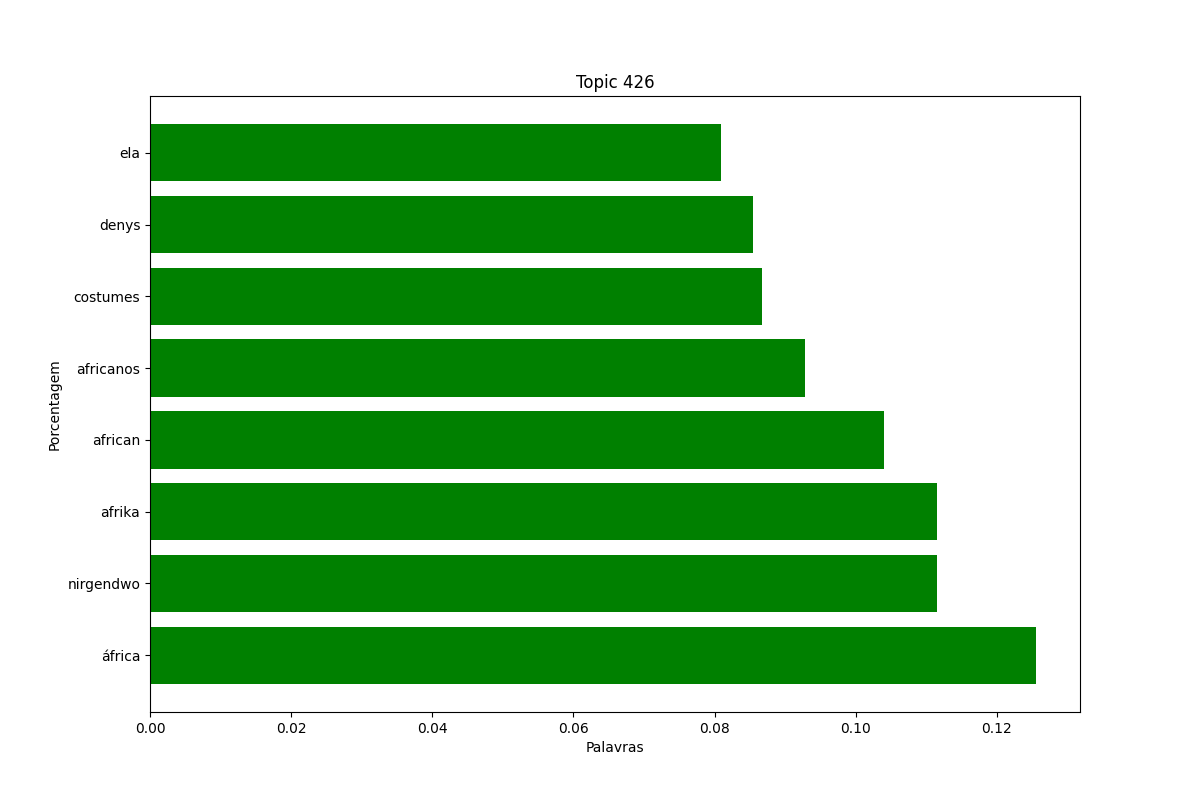 Topic 426
ela
denys
costumes
africanos
african
afrika
nirgendwo
áfrica
Porcentagem
0.00 0.02 0.04 0.06 0.08 0.10 0.12
Palavras